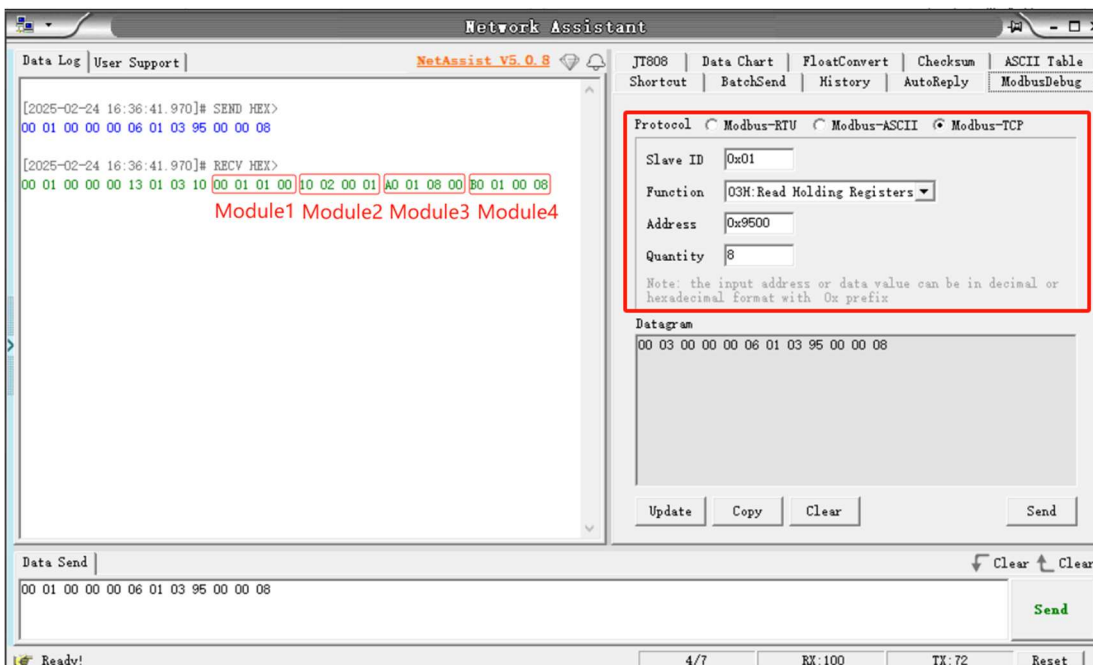 Network Assistant
Data Log User Support NetAssist V5.0.8
[2025-02-24 16:36:41.970]# SEND HEX>
00 01 00 00 00 06 01 03 95 00 00 08
[2025-02-24 16:36:41.970]# RECV HEX>
00 01 00 00 00 13 01 03 10 00 01 01 00 10 02 00 01 A0 01 08 00 B0 01 00 08
Module1 Module2 Module3 Module4
JT808 Data Chart FloatConvert Checksum ASCII Table
Shortcut BatchSend History AutoReply ModbusDebug
Protocol Modbus-RTU Modbus-ASCII Modbus-TCP
Slave ID 0x01
Function 03H:Read Holding Registers
Address 0x9500
Quantity 8
Note: the input address or data value can be in decimal or
hexadecimal format with 0x prefix
Datagram
00 03 00 00 00 06 01 03 95 00 00 08
Update Copy Clear Send
Data Send Clear Clear
00 01 00 00 00 06 01 03 95 00 00 08
Send
Ready! 4/7 RX:100 TX:72 Reset